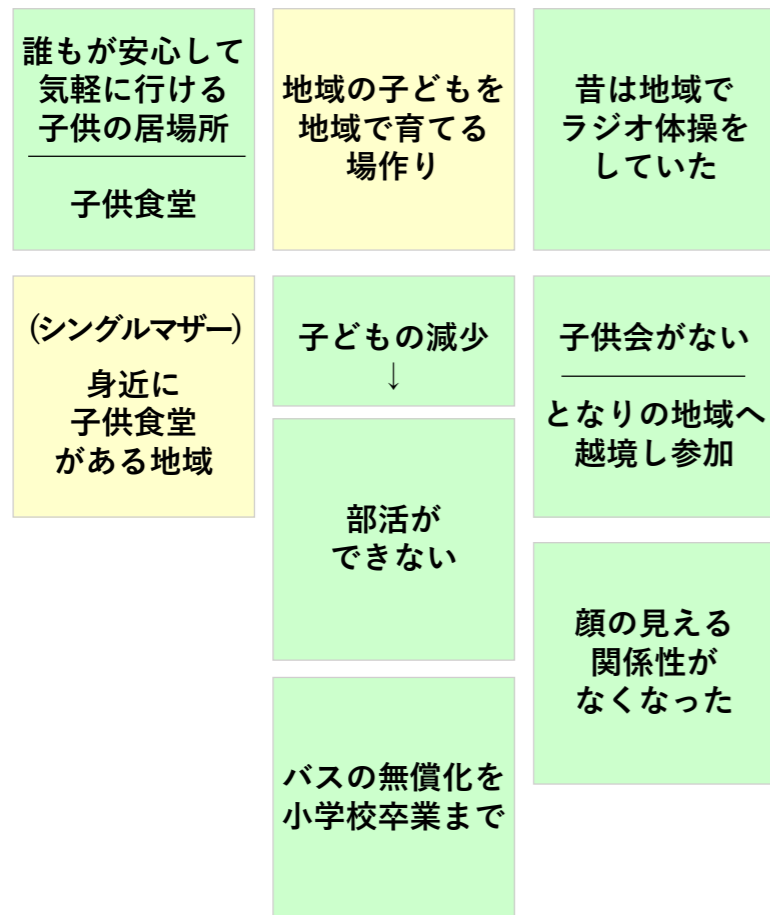 誰もが安心して
気軽に行ける
子供の居場所
子供食堂
地域の子どもを
地域で育てる
場作り
昔は地域で
ラジオ体操を
していた
(シングルマザー)
身近に
子供食堂
がある地域
子どもの減少
↓
部活が
できない
バスの無償化を
小学校卒業まで
子供会がない
となりの地域へ
越境し参加
顔の見える
関係性が
なくなった